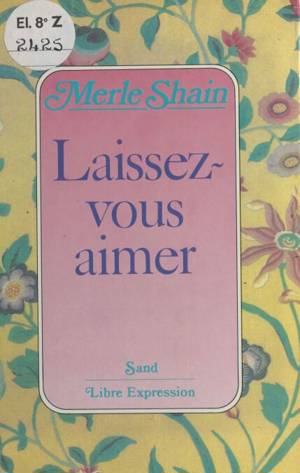 El. 8° Z
2425
Merle Shain
Laissez-
vous
aimer
Sand
Libre Expression